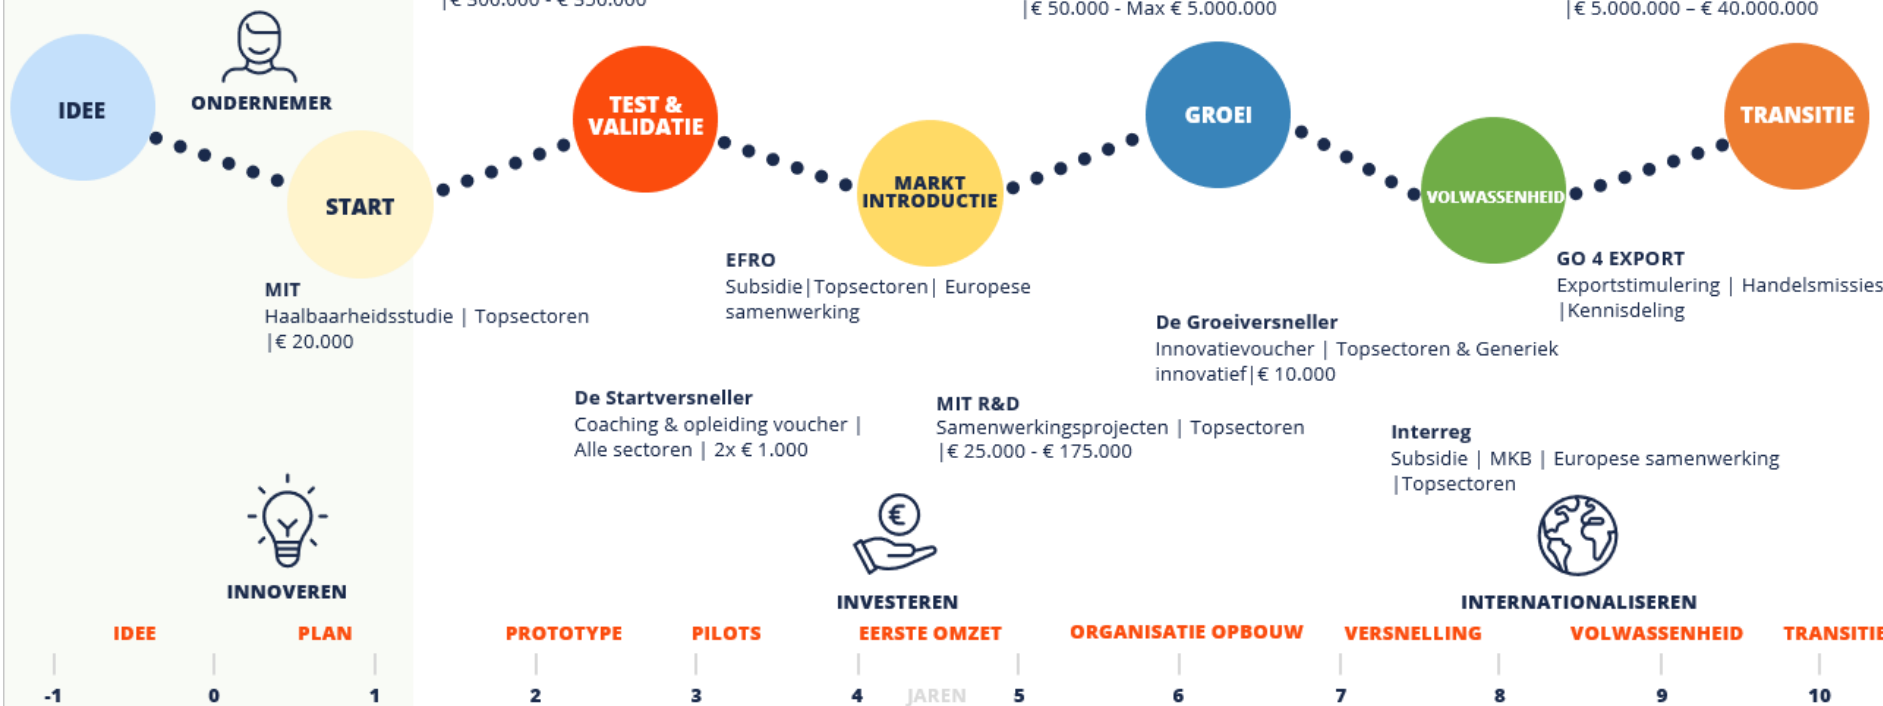 |€ 300.000 - € 350.000
|€ 50.000 - Max € 5.000.000
|€ 5.000.000 – € 40.000.000
IDEE
ONDERNEMER
START
TEST &
VALIDATIE
MARKT
INTRODUCTIE
GROEI
VOLWASSENHEID
TRANSITIE
MIT
Haalbaarheidsstudie | Topsectoren
|€ 20.000
EFRO
Subsidie|Topsectoren| Europese
samenwerking
De Startversneller
Coaching & opleiding voucher |
Alle sectoren | 2x € 1.000
MIT R&D
Samenwerkingsprojecten | Topsectoren
|€ 25.000 - € 175.000
De Groeiversneller
Innovatievoucher | Topsectoren & Generiek
innovatief|€ 10.000
GO 4 EXPORT
Exportstimulering | Handelsmissies
|Kennisdeling
Interreg
Subsidie | MKB | Europese samenwerking
|Topsectoren
INNOVEREN
INVESTEREN
INTERNATIONALISEREN
IDEE PLAN PROTOTYPE PILOTS EERSTE OMZET ORGANISATIE OPBOUW VERSNELLING VOLWASSENHEID TRANSITIE
-1 0 1 2 3 4 JAREN 5 6 7 8 9 10